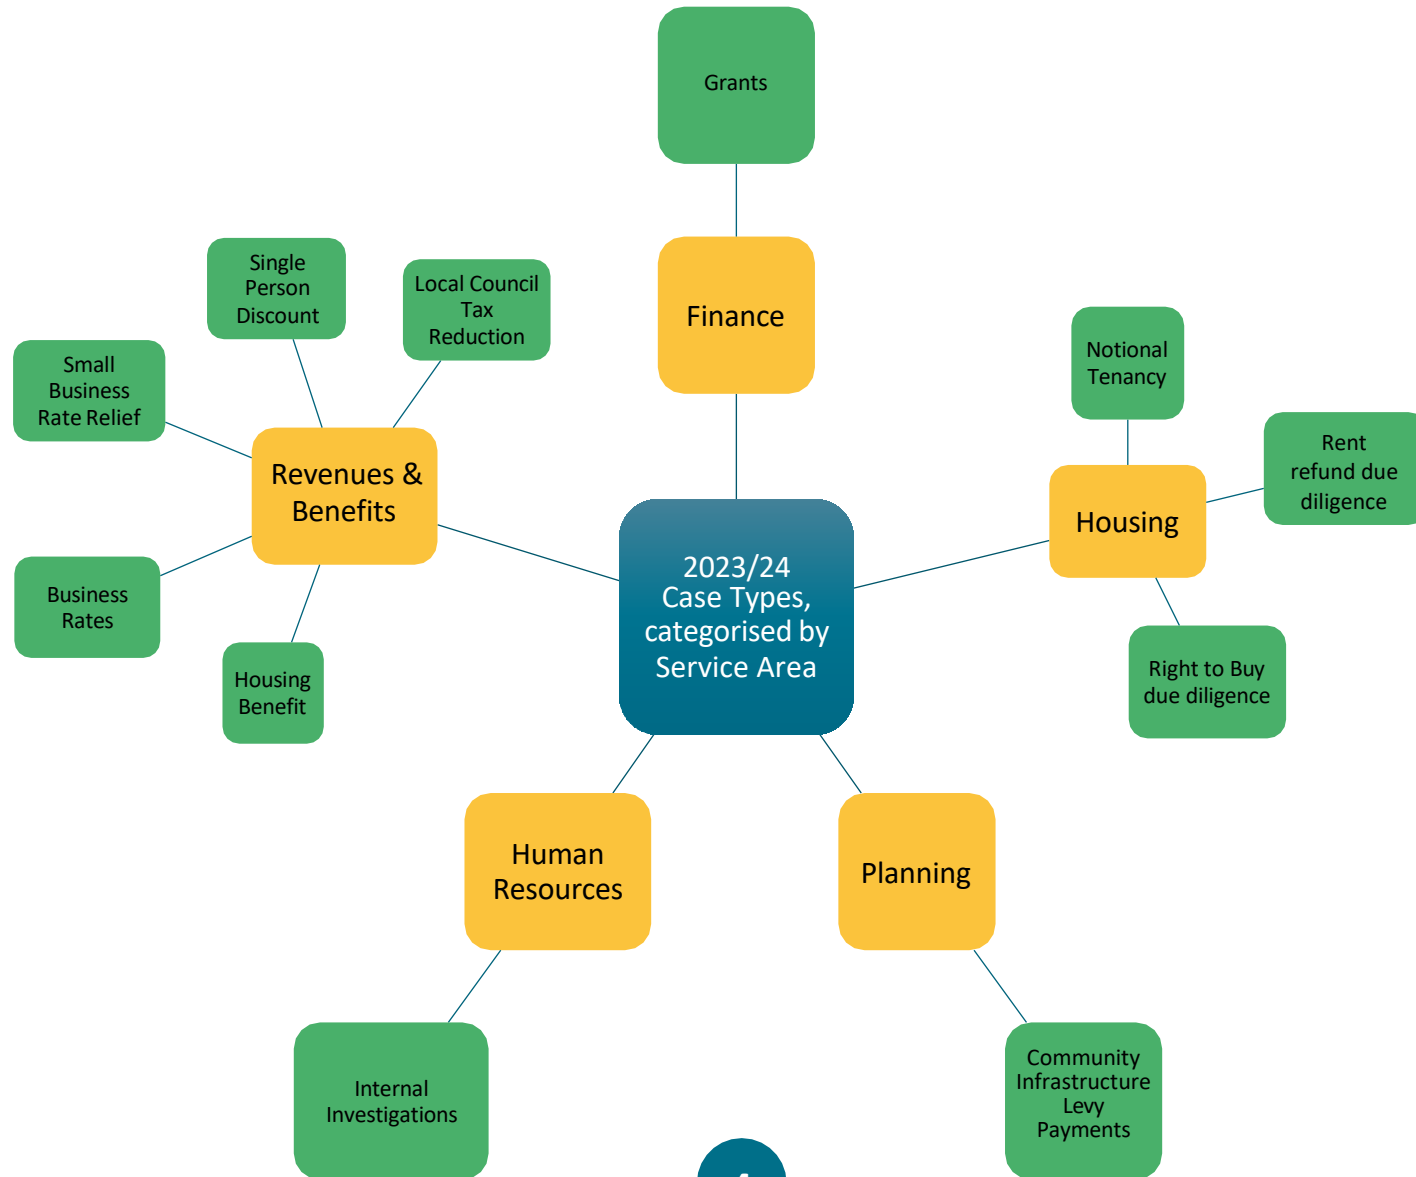 Grants
Finance
Single
Person
Discount
Local Council
Tax
Reduction
Small
Business
Rate Relief
Revenues &
Benefits
Business
Rates
Housing
Benefit
Notional
Tenancy
Rent
refund due
diligence
Housing
Right to Buy
due diligence
2023/24
Case Types,
categorised by
Service Area
Human
Resources
Planning
Internal
Investigations
Community
Infrastructure
Levy
Payments